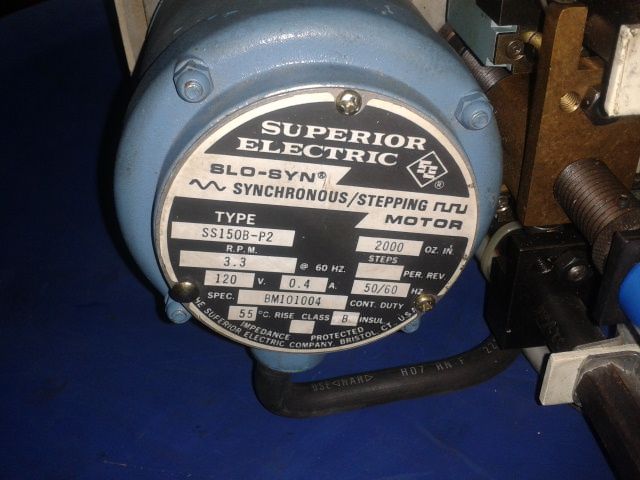 SUPERIOR
ELECTRIC
SLO-SYN®
SYNCHRONOUS/STEPPING
MOTOR
TYPE
SS150B-P2
2000 OZ. IN.
R.P.M.
STEPS
3.3 @ 60 HZ.
PER. REV.
120 V. 0.4 A. 50/60 HZ
SPEC. BM101004 CONT. DUTY
55 °C. RISE CLASS B INSUL
IMPEDANCE PROTECTED
THE SUPERIOR ELECTRIC COMPANY, BRISTOL, CT. U.S.A.
H07 RN-F